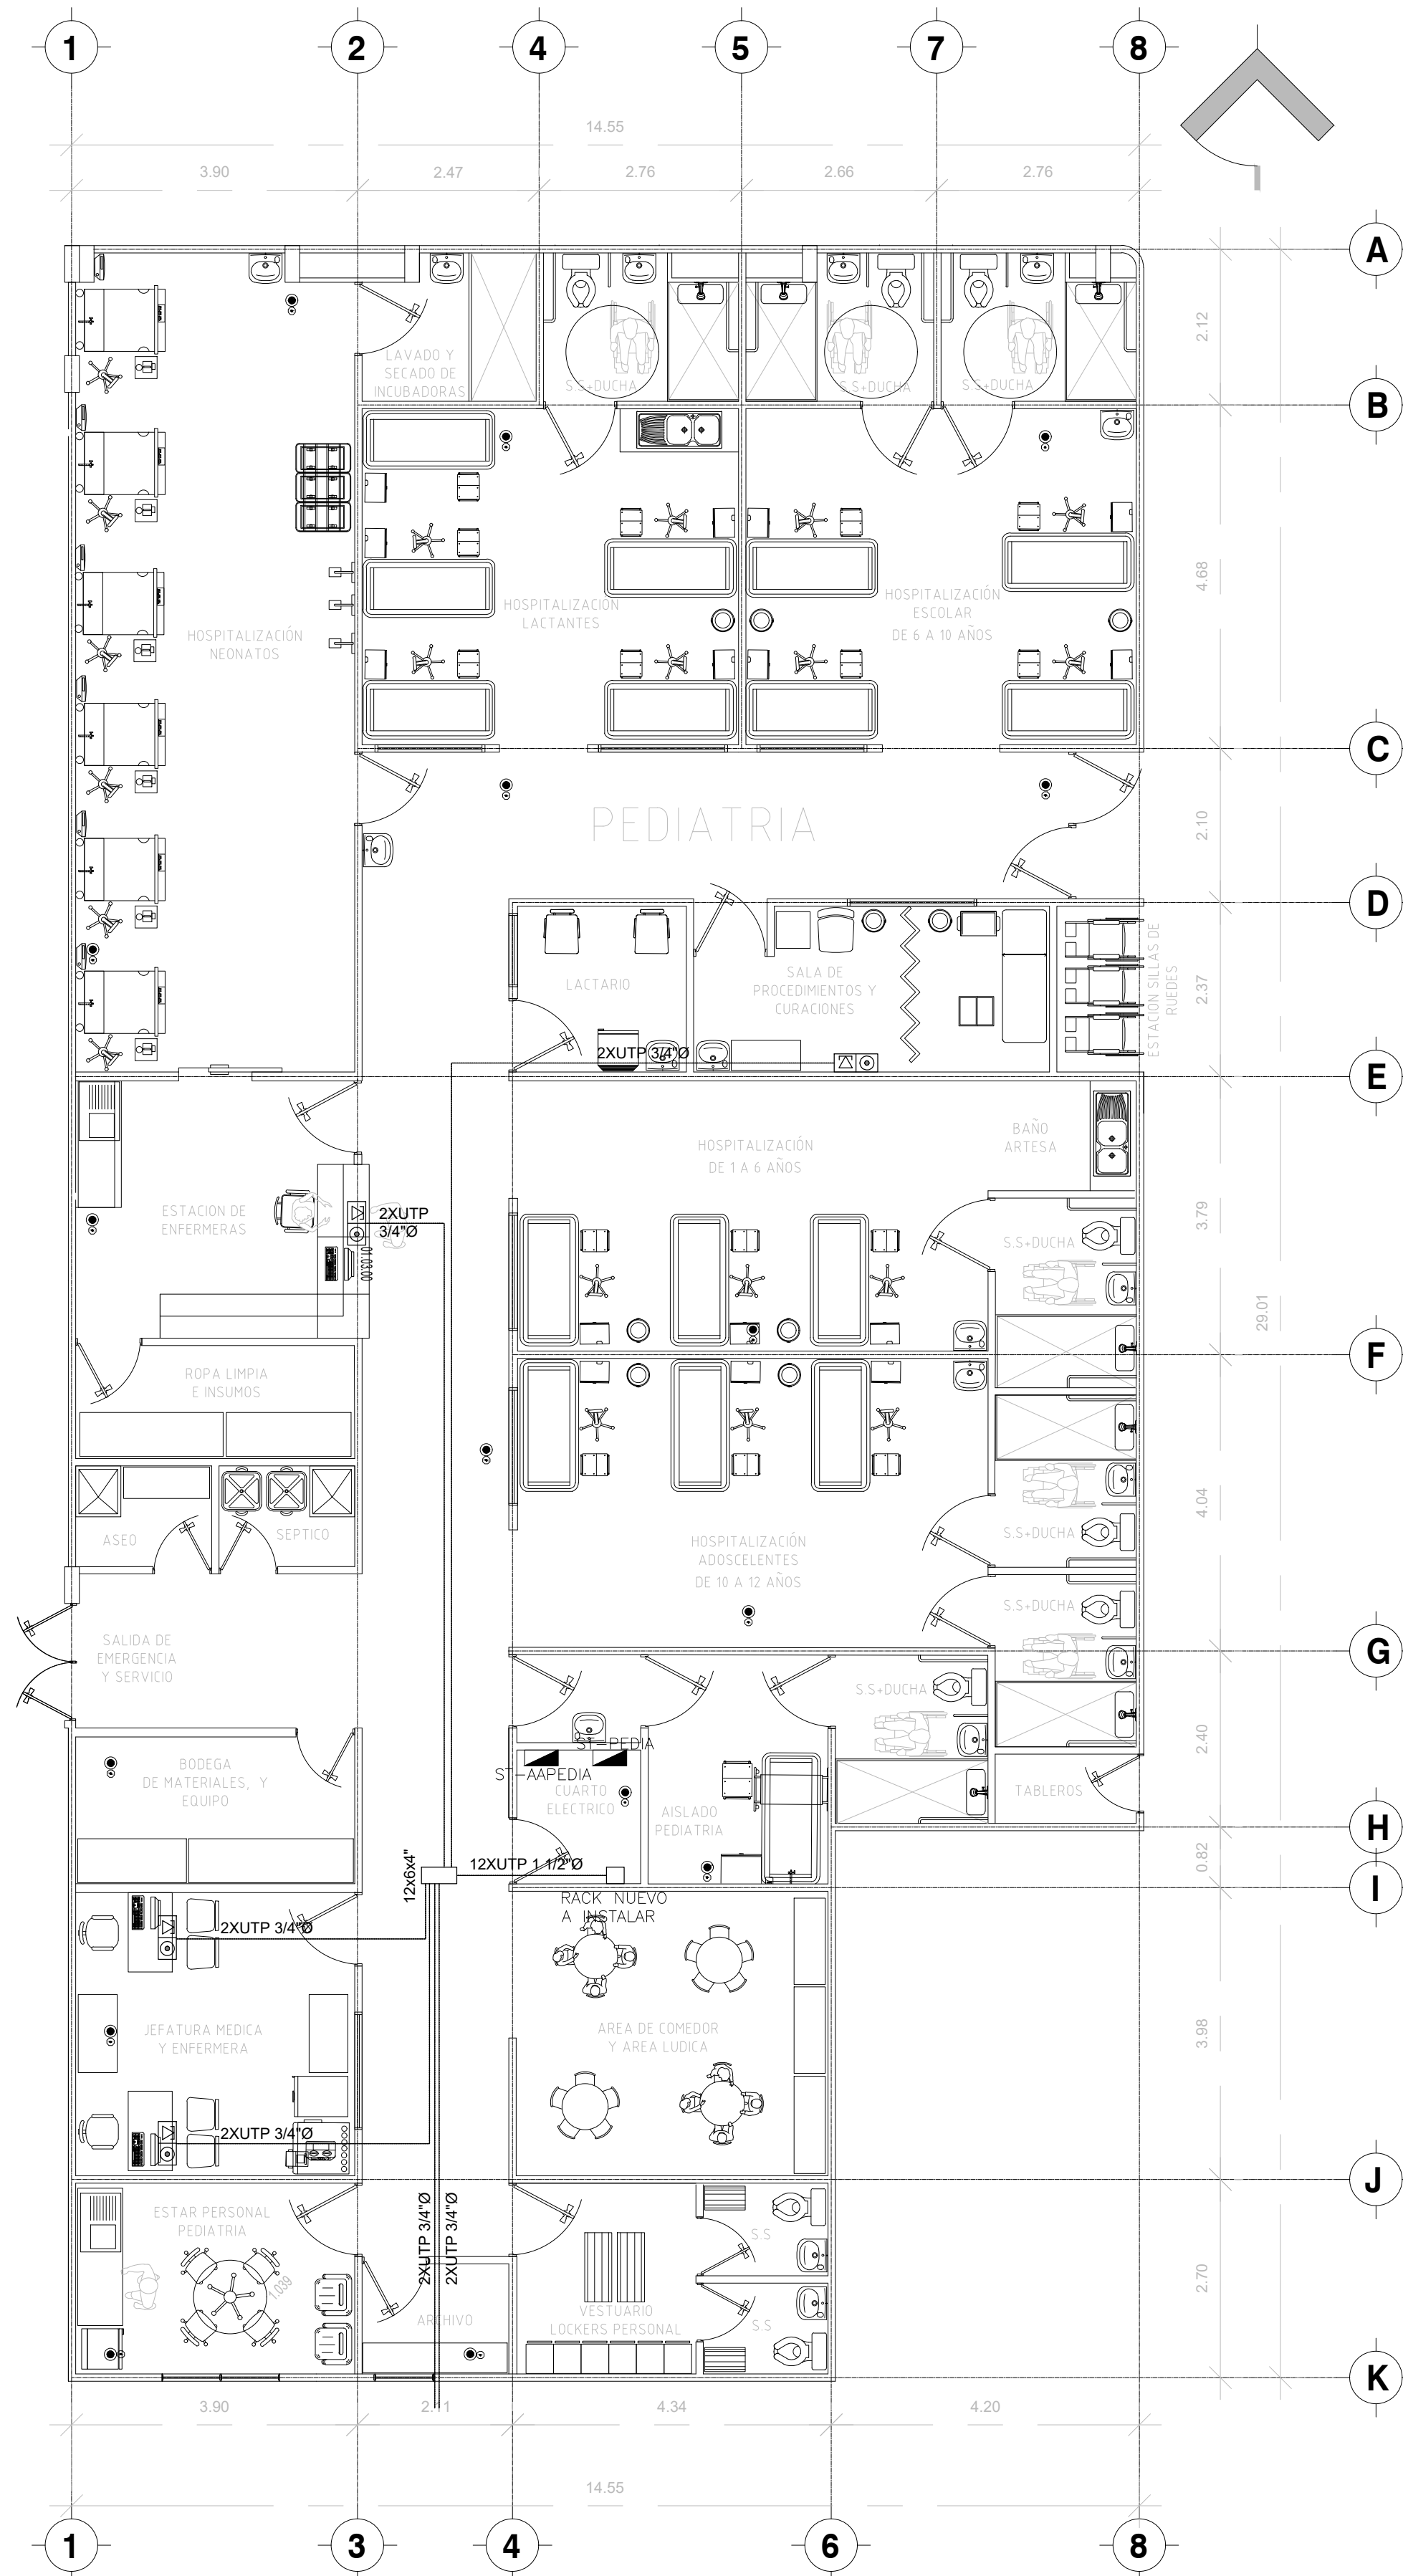 1
2
4
5
7
8
14.55
3.90
2.47
2.76
2.66
2.76
A
2.12
LAVADO Y
SECADO DE
INCUBADORAS
S.S+DUCHA
S.S+DUCHA
S.S+DUCHA
B
4.68
HOSPITALIZACIÓN
NEONATOS
HOSPITALIZACIÓN
LACTANTES
HOSPITALIZACIÓN
ESCOLAR
DE 6 A 10 AÑOS
C
PEDIATRIA
2.10
D
LACTARIO
SALA DE
PROCEDIMIENTOS Y
CURACIONES
ESTACION SILLAS DE
RUEDES
2.37
2XUTP 3/4"Ø
E
HOSPITALIZACIÓN
DE 1 A 6 AÑOS
BAÑO
ARTESA
ESTACION DE
ENFERMERAS
2XUTP
3/4"Ø
01.03.00
S.S+DUCHA
3.79
29.01
F
ROPA LIMPIA
E INSUMOS
ASEO
SEPTICO
HOSPITALIZACIÓN
ADOSCELENTES
DE 10 A 12 AÑOS
S.S+DUCHA
4.04
S.S+DUCHA
SALIDA DE
EMERGENCIA
Y SERVICIO
G
S.S+DUCHA
2.40
ST-PEDIA
ST-AAPEDIA
CUARTO
ELECTRICO
BODEGA
DE MATERIALES, Y
EQUIPO
AISLADO
PEDIATRIA
TABLEROS
H
0.82
12x6x4"
12XUTP 1 1/2"Ø
I
RACK NUEVO
A INSTALAR
2XUTP 3/4"Ø
JEFATURA MEDICA
Y ENFERMERA
AREA DE COMEDOR
Y AREA LUDICA
3.98
2XUTP 3/4"Ø
J
ESTAR PERSONAL
PEDIATRIA
2XUTP 3/4"Ø
2XUTP 3/4"Ø
S.S
1.039
2.70
ARCHIVO
VESTUARIO
LOCKERS PERSONAL
S.S
K
3.90
4.34
4.20
14.55
1
3
4
6
8